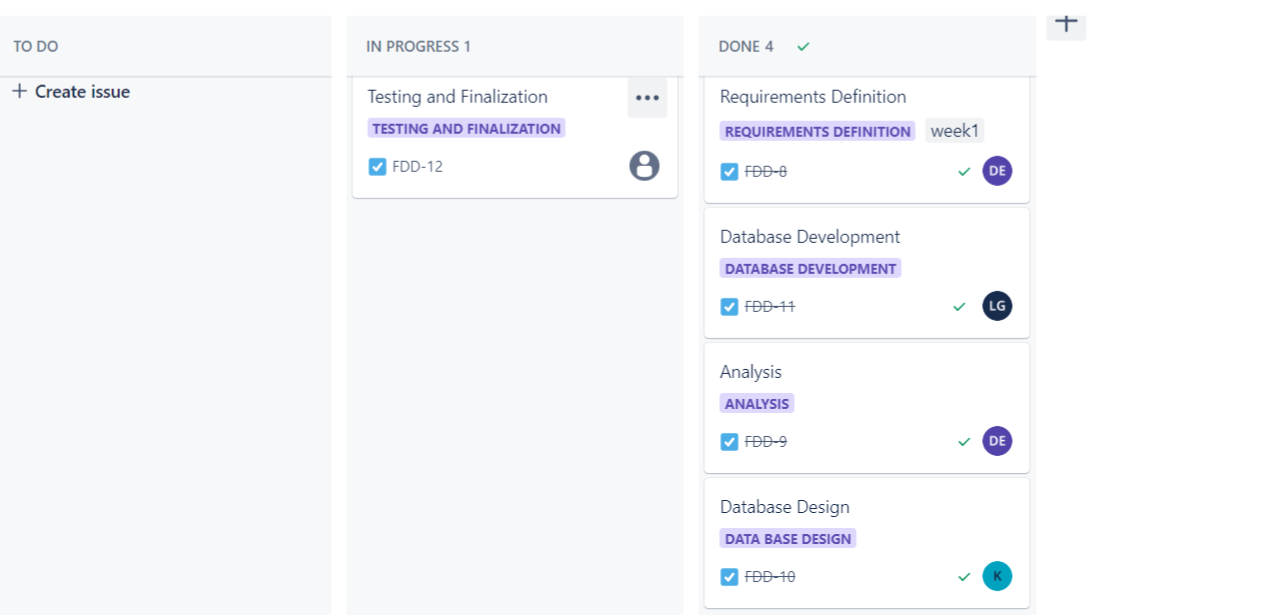 TO DO
+ Create issue
IN PROGRESS 1
Testing and Finalization
TESTING AND FINALIZATION
FDD-12
DONE 4
Requirements Definition
REQUIREMENTS DEFINITION week1
FDD-8 DE
Database Development
DATABASE DEVELOPMENT
FDD-11 LG
Analysis
ANALYSIS
FDD-9 DE
Database Design
DATA BASE DESIGN
FDD-10 K